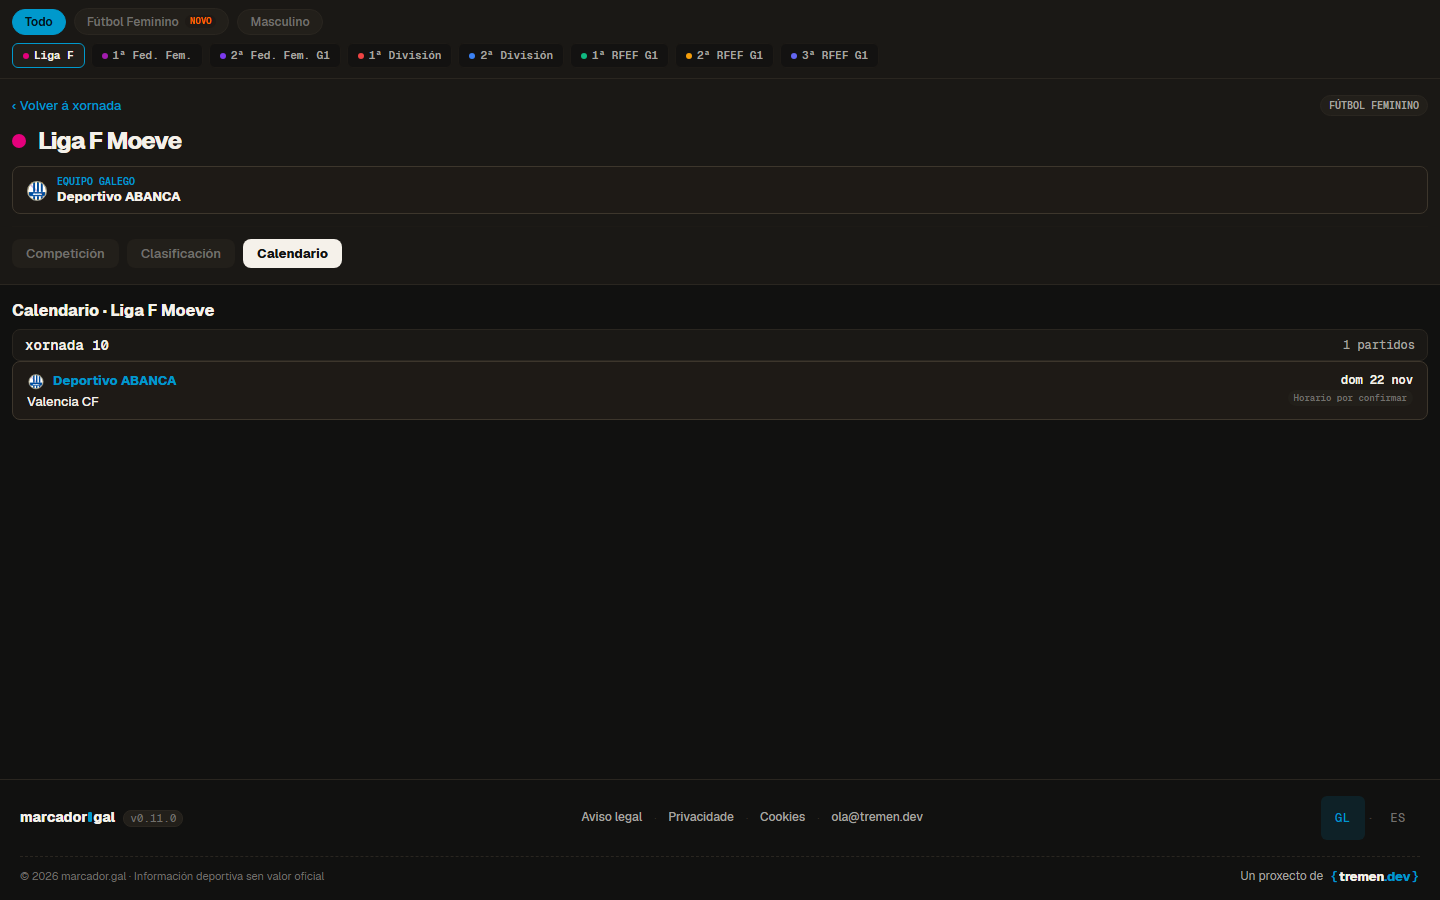 Todo Fútbol Feminino NOVO Masculino
Liga F 1ª Fed. Fem. 2ª Fed. Fem. G1 1ª División 2ª División 1ª RFEF G1 2ª RFEF G1 3ª RFEF G1
‹ Volver á xornada FÚTBOL FEMININO
Liga F Moeve
EQUIPO GALEGO
Deportivo ABANCA
Competición Clasificación Calendario
Calendario · Liga F Moeve
xornada 10 1 partidos
Deportivo ABANCA dom 22 nov
Valencia CF Horario por confirmar
marcador gal v0.11.0 Aviso legal · Privacidade · Cookies · ola@tremen.dev GL · ES
© 2026 marcador.gal · Información deportiva sen valor oficial Un proxecto de {tremen.dev}